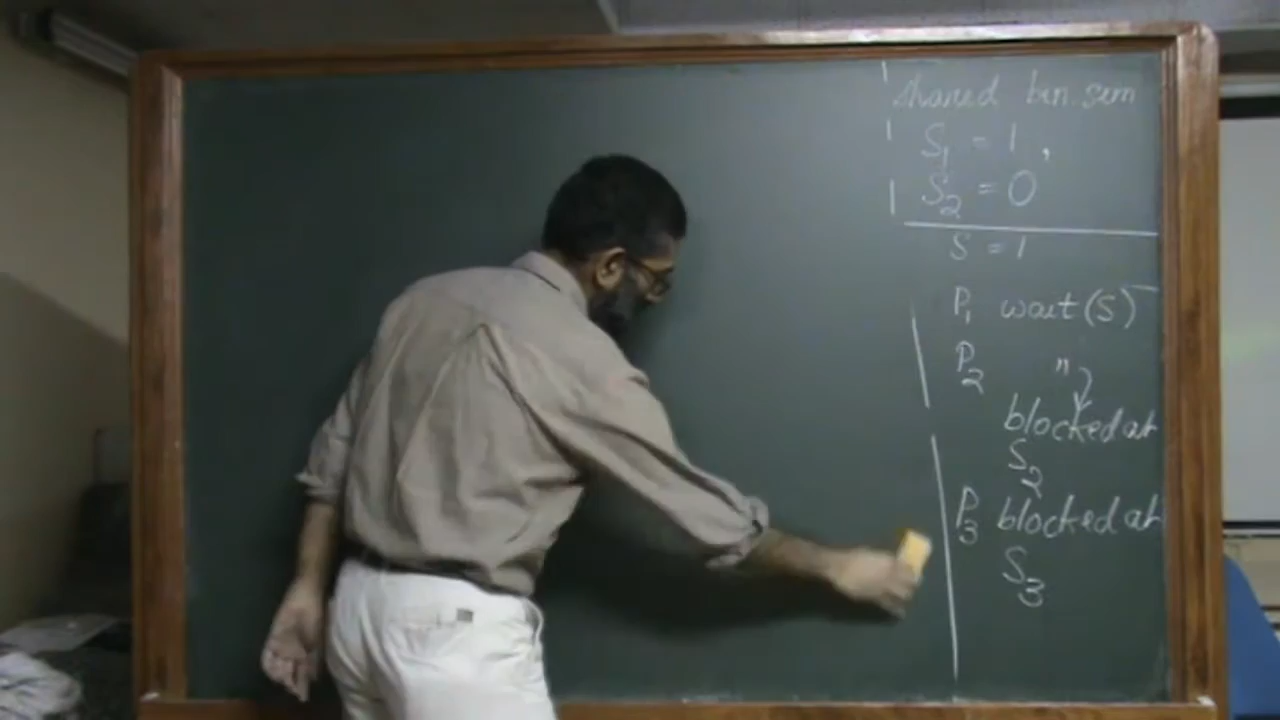 shared bin. sem
S1 = 1,
S2 = 0
S = 1
P1 wait(S)
P2 "
blocked at
S2
P3 blocked at
S3